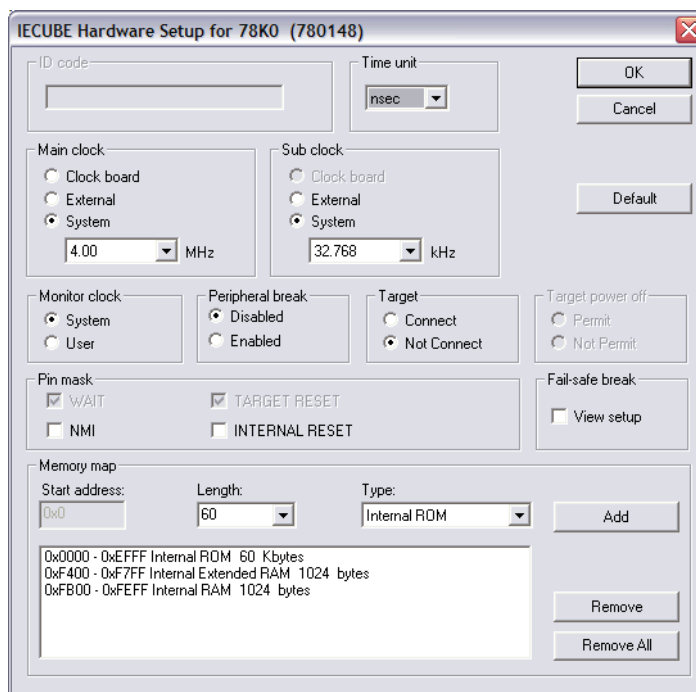 IECUBE Hardware Setup for 78K0 (780148)
ID code
Time unit
nsec
OK
Cancel
Main clock
Clock board
External
System
4.00 MHz
Sub clock
Clock board
External
System
32.768 kHz
Default
Monitor clock
System
User
Peripheral break
Disabled
Enabled
Target
Connect
Not Connect
Target power off
Permit
Not Permit
Pin mask
WAIT
TARGET RESET
NMI
INTERNAL RESET
Fail-safe break
View setup
Memory map
Start address:
0x0
Length:
60
Type:
Internal ROM
Add
0x0000 - 0xEFFF Internal ROM 60 Kbytes
0xF400 - 0xF7FF Internal Extended RAM 1024 bytes
0xFB00 - 0xFEFF Internal RAM 1024 bytes
Remove
Remove All